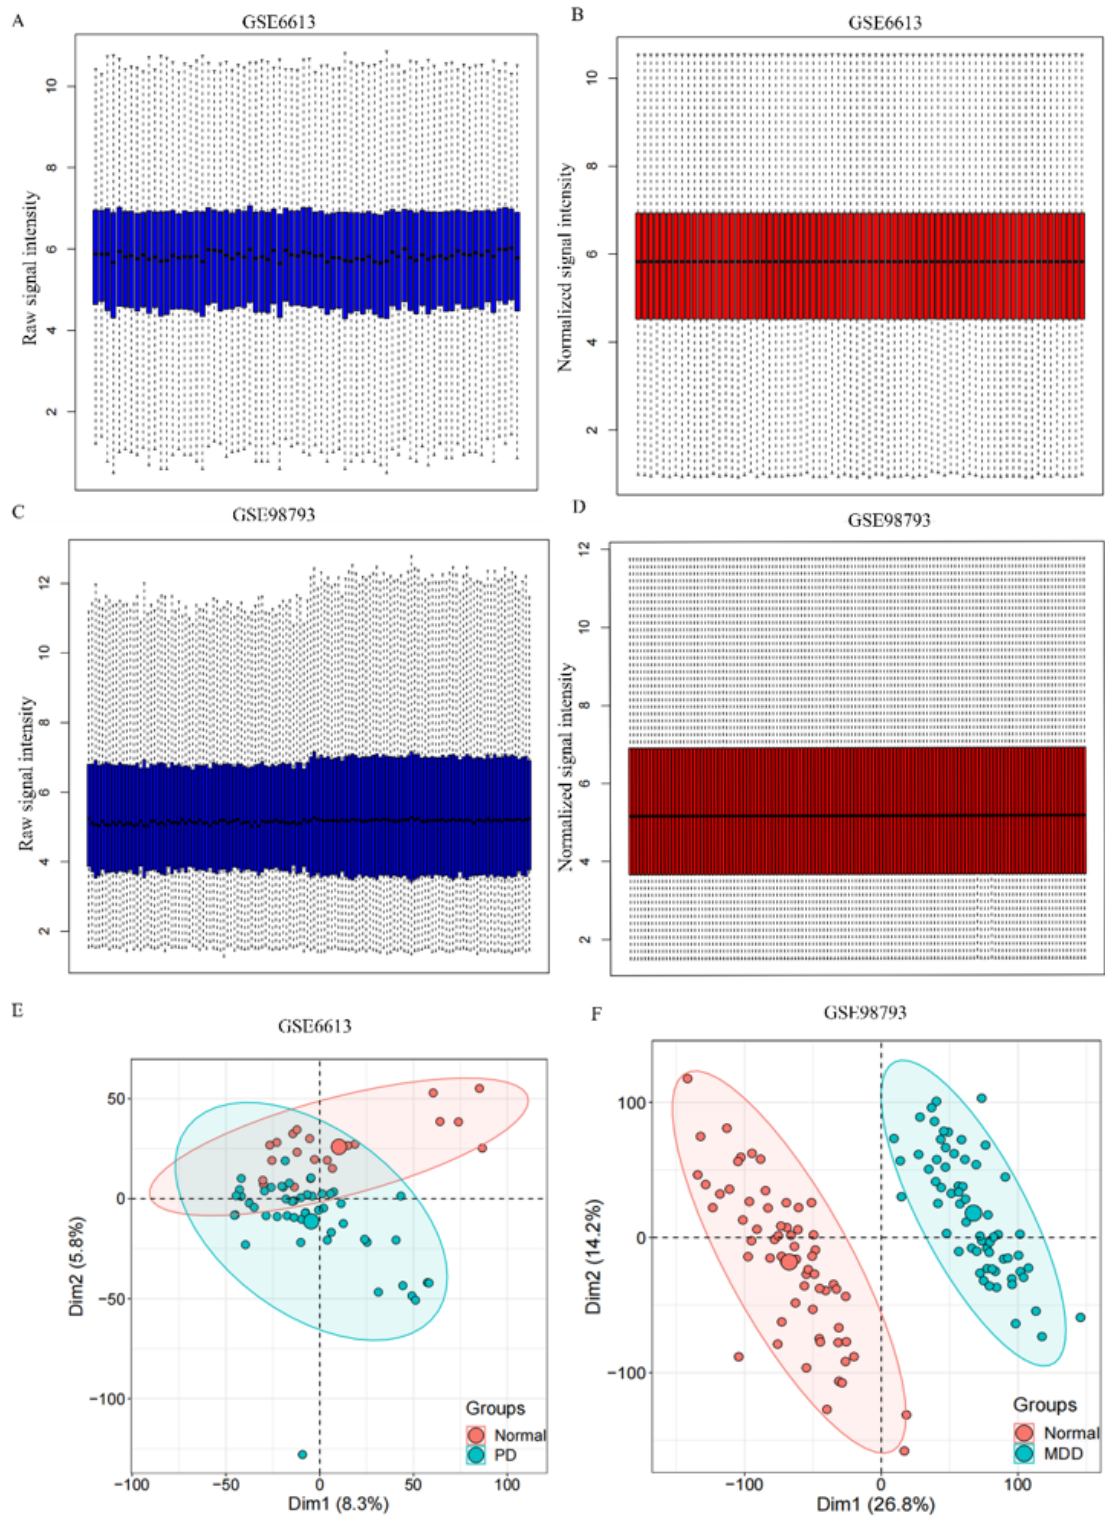 A
GSE6613
Raw signal intensity
10
8
6
4
2
B
GSE6613
Normalized signal intensity
10
8
6
4
2
C
GSE98793
Raw signal intensity
12
10
8
6
4
2
D
GSE98793
Normalized signal intensity
12
10
8
6
4
2
E
GSE6613
Dim2 (5.8%)
50
0
−50
−100
Groups
Normal
PD
−100 −50 0 50 100
Dim1 (8.3%)
F
GSE98793
Dim2 (14.2%)
100
0
−100
Groups
Normal
MDD
−100 0 100
Dim1 (26.8%)